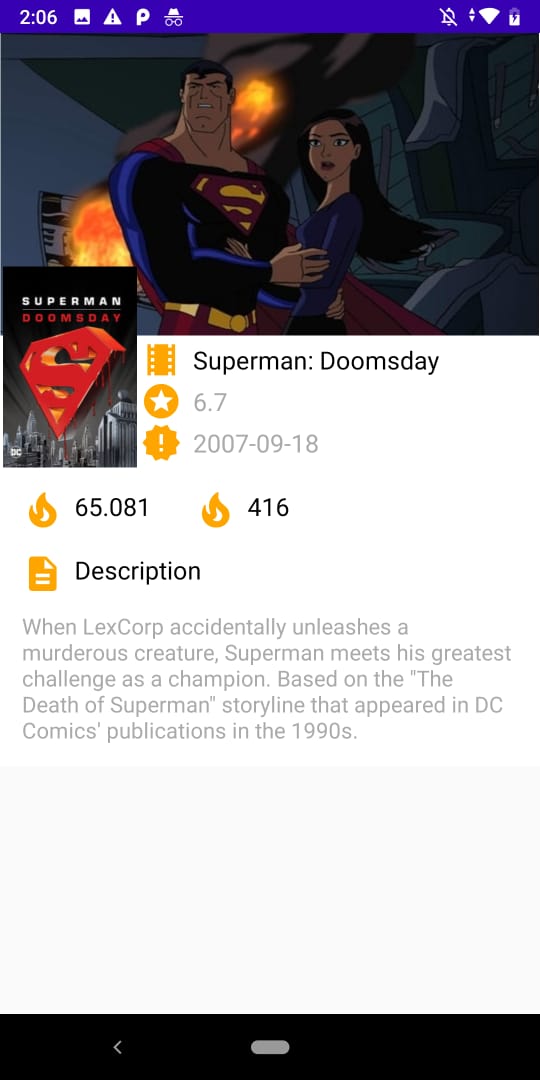 2:06
SUPERMAN
DOOMSDAY
DC
Superman: Doomsday
6.7
2007-09-18
65.081
416
Description
When LexCorp accidentally unleashes a
murderous creature, Superman meets his greatest
challenge as a champion. Based on the "The
Death of Superman" storyline that appeared in DC
Comics' publications in the 1990s.